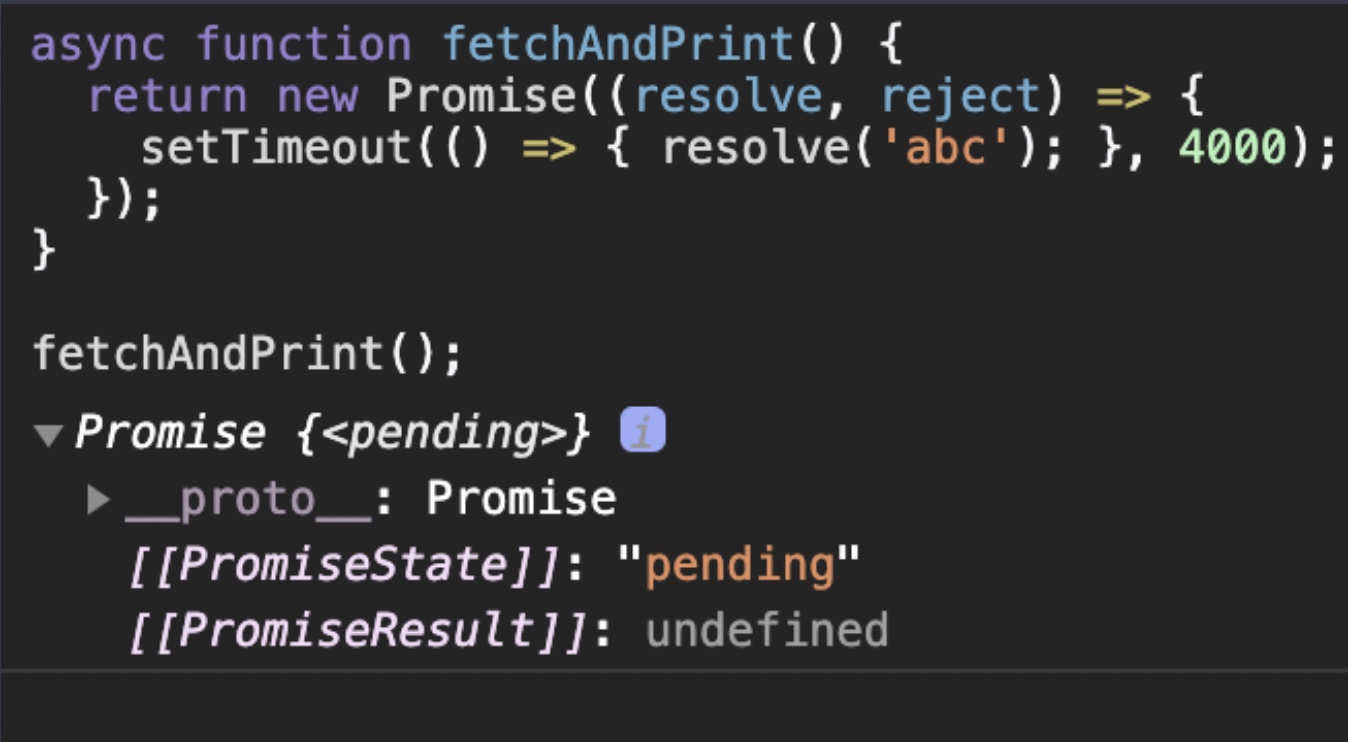 async function fetchAndPrint() {
  return new Promise((resolve, reject) => {
    setTimeout(() => { resolve('abc'); }, 4000);
  });
}

fetchAndPrint();
▼ Promise {<pending>} i
▶ __proto__: Promise
[[PromiseState]]: "pending"
[[PromiseResult]]: undefined